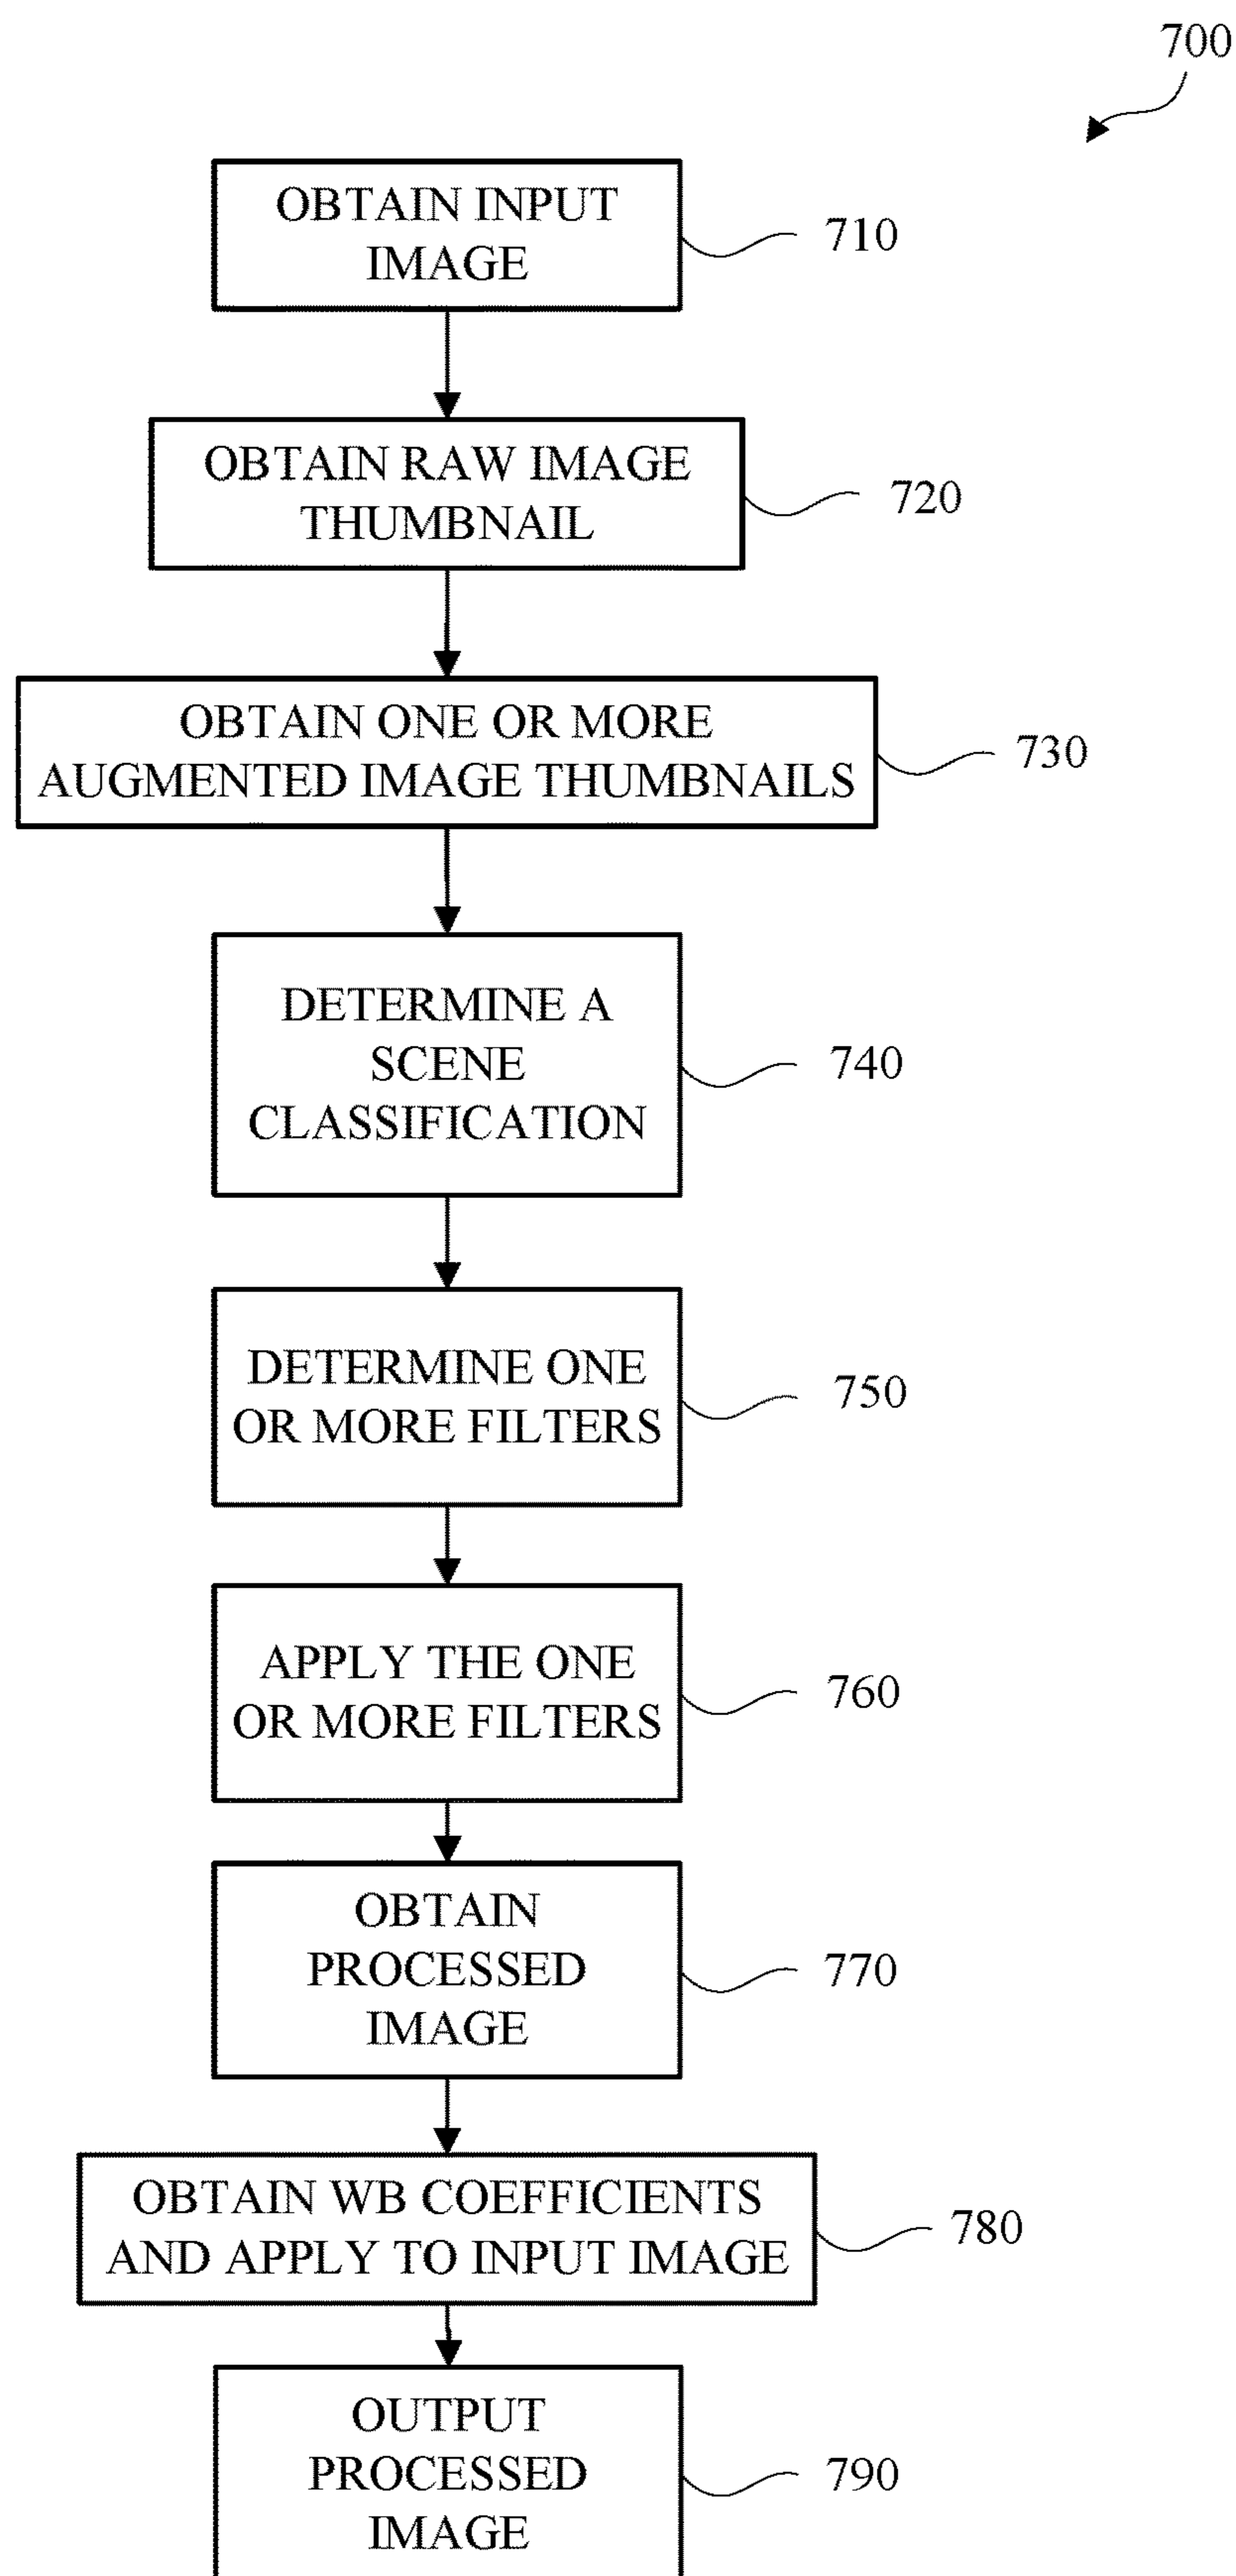 700
OBTAIN INPUT
IMAGE
710
OBTAIN RAW IMAGE
THUMBNAIL
720
OBTAIN ONE OR MORE
AUGMENTED IMAGE THUMBNAILS
730
DETERMINE A
SCENE
CLASSIFICATION
740
DETERMINE ONE
OR MORE FILTERS
750
APPLY THE ONE
OR MORE FILTERS
760
OBTAIN
PROCESSED
IMAGE
770
OBTAIN WB COEFFICIENTS
AND APPLY TO INPUT IMAGE
780
OUTPUT
PROCESSED
IMAGE
790